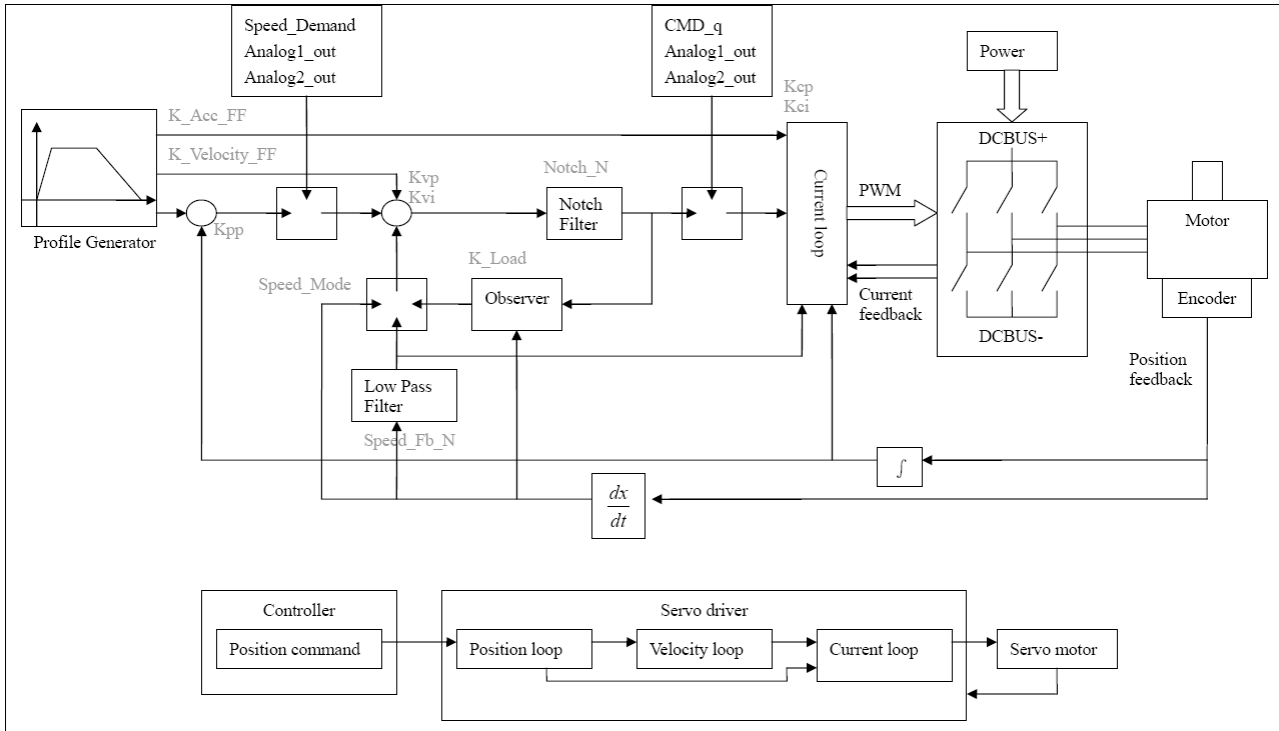 Speed_Demand
Analog1_out
Analog2_out
CMD_q
Analog1_out
Analog2_out
Power
Kcp
Kci
K_Acc_FF
K_Velocity_FF
Profile Generator
Kpp
Kvp
Kvi
Notch_N
Notch
Filter
Current loop
PWM
DCBUS+
DCBUS-
Motor
Encoder
Speed_Mode
K_Load
Observer
Current
feedback
Position
feedback
Low Pass
Filter
Speed_Fb_N
∫
dx
dt
Controller
Position command
Servo driver
Position loop
Velocity loop
Current loop
Servo motor